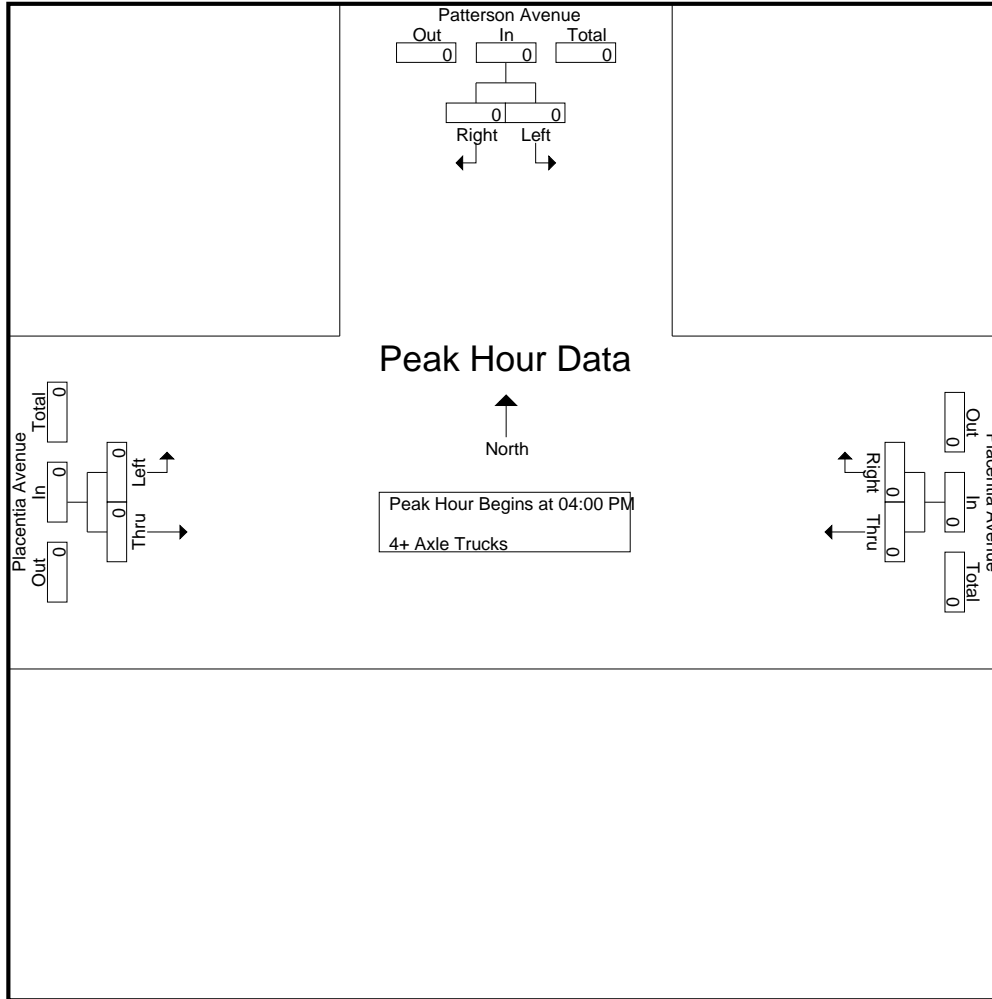 Patterson Avenue
Out In Total
0 0 0
0 0
Right Left
Peak Hour Data
North
Peak Hour Begins at 04:00 PM
4+ Axle Trucks
Placentia Avenue
Out In Total
0 0 0
Thru Left
0 0
Placentia Avenue
Out In Total
0 0 0
Right Thru
0 0